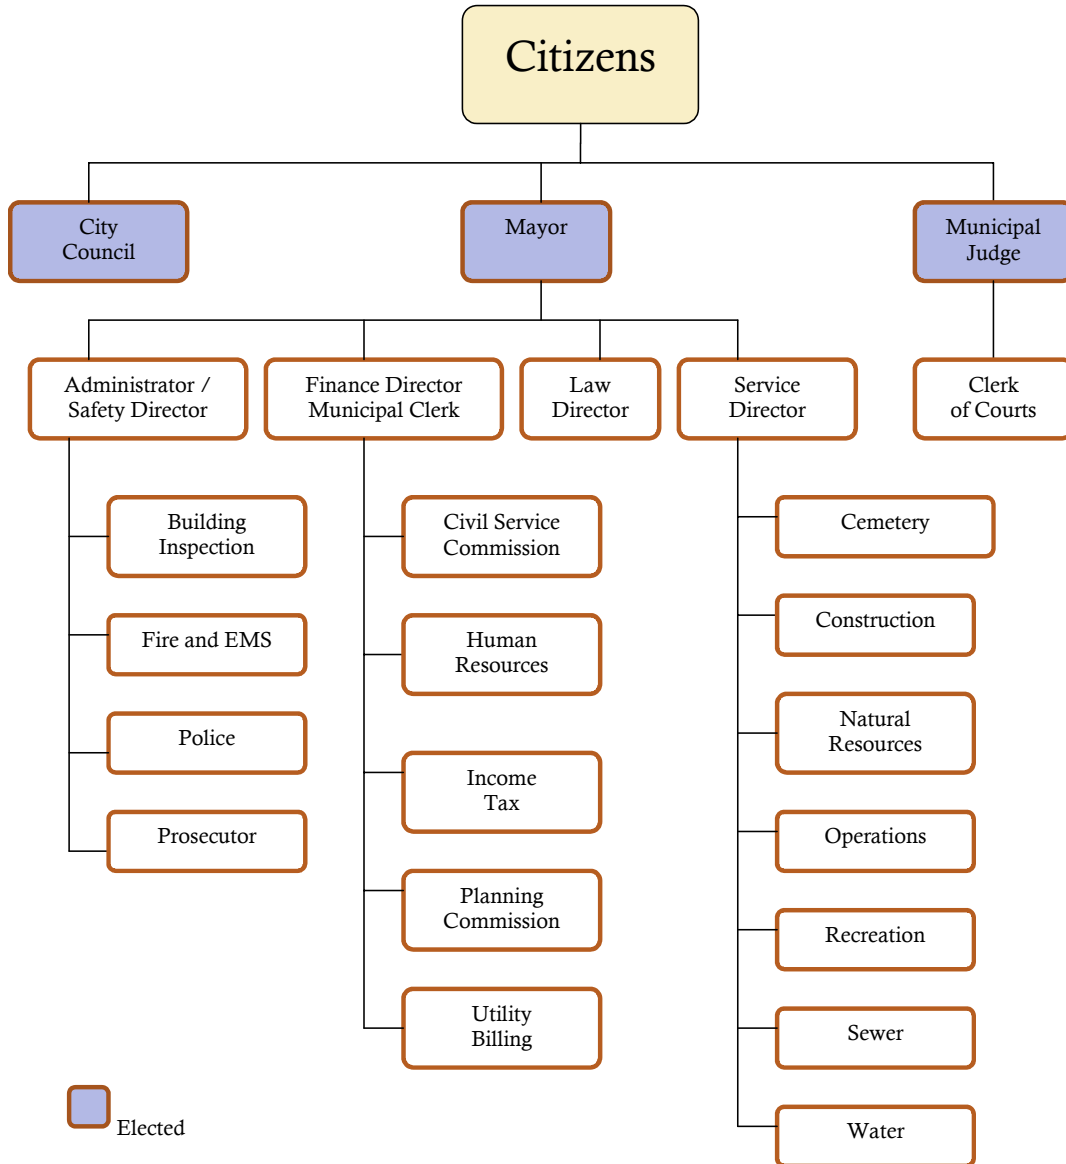 Citizens
City
Council
Mayor
Municipal
Judge
Administrator /
Safety Director
Finance Director
Municipal Clerk
Law
Director
Service
Director
Clerk
of Courts
Building
Inspection
Fire and EMS
Police
Prosecutor
Civil Service
Commission
Human
Resources
Income
Tax
Planning
Commission
Utility
Billing
Cemetery
Construction
Natural
Resources
Operations
Recreation
Sewer
Water
Elected